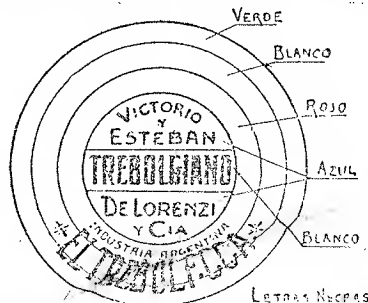 VERDE
BLANCO
ROJO
AZUL
BLANCO
VICTORIO
Y
ESTEBAN
TREBOLGIANO
DE LORENZI
Y CIA
INDUSTRIA ARGENTINA
LETRAS NEGRAS